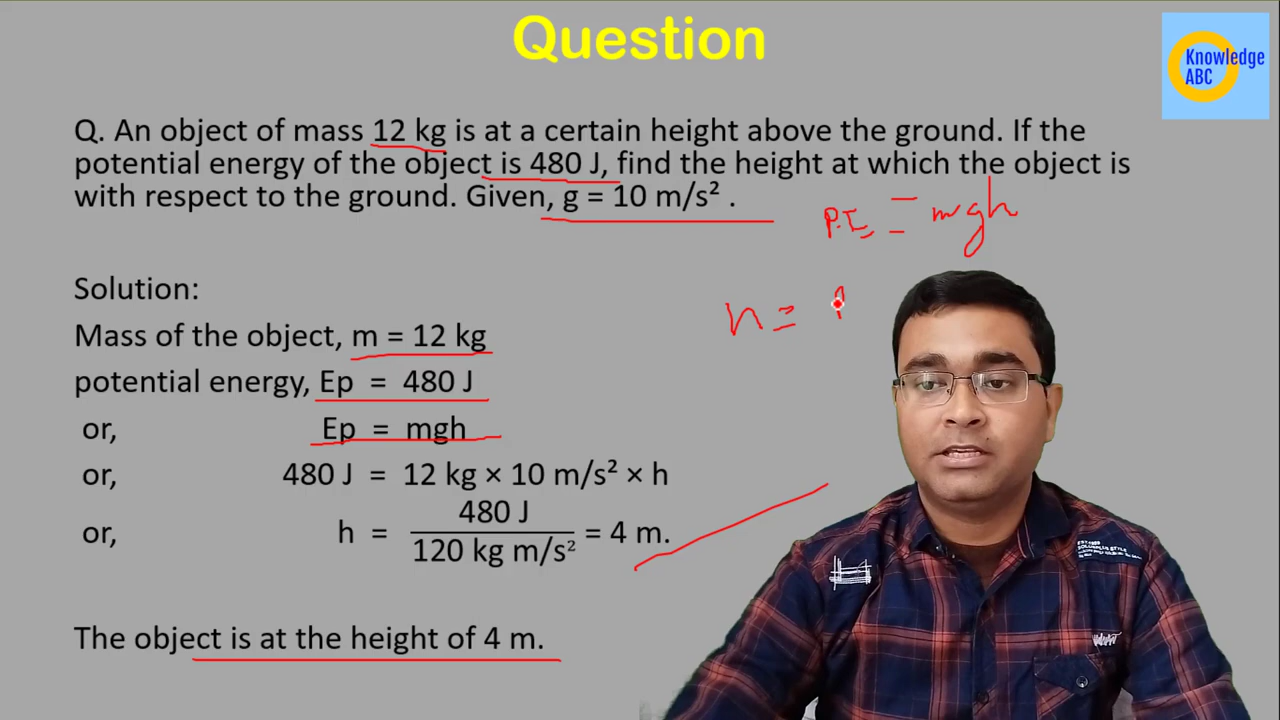 Question
Knowledge
ABC
Q. An object of mass 12 kg is at a certain height above the ground. If the
potential energy of the object is 480 J, find the height at which the object is
with respect to the ground. Given, g = 10 m/s² .
P.E = mgh
Solution:
h =
Mass of the object, m = 12 kg
potential energy, Ep = 480 J
or, Ep = mgh
or, 480 J = 12 kg × 10 m/s² × h
or, h = 480 J / 120 kg m/s² = 4 m.
The object is at the height of 4 m.